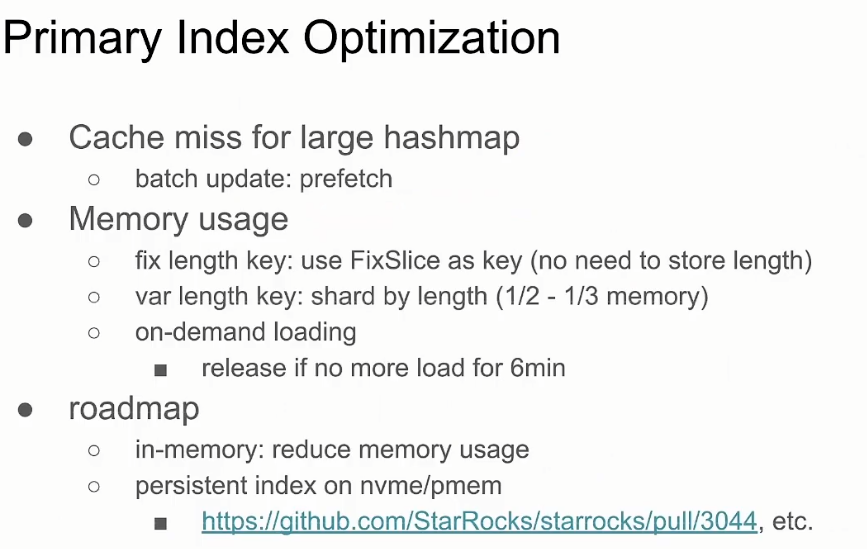 Primary Index Optimization
● Cache miss for large hashmap
○ batch update: prefetch
● Memory usage
○ fix length key: use FixSlice as key (no need to store length)
○ var length key: shard by length (1/2 - 1/3 memory)
○ on-demand loading
■ release if no more load for 6min
● roadmap
○ in-memory: reduce memory usage
○ persistent index on nvme/pmem
■ https://github.com/StarRocks/starrocks/pull/3044, etc.